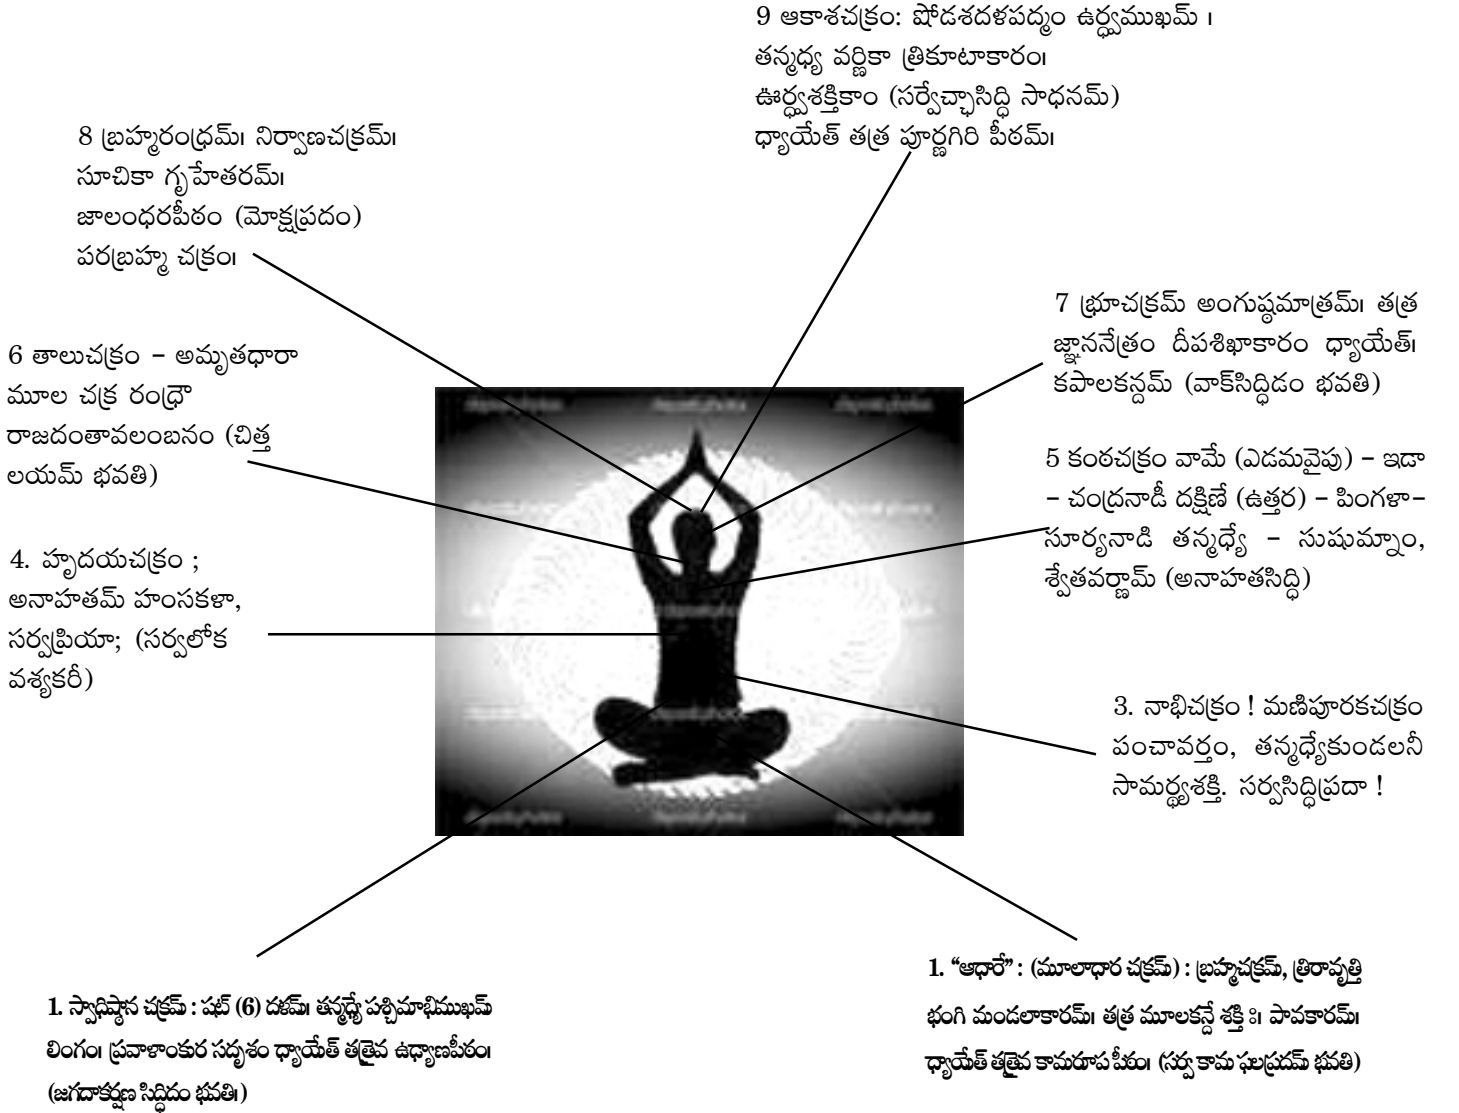 9 ఆకాశచక్రం: షోడశదళపద్మం ఉర్ధ్వముఖమ్ ।
తన్మధ్య వర్ణికా త్రికూటాకారం।
ఊర్ధ్వశక్తికాం (సర్వేచ్ఛాసిద్ధి సాధనమ్)
ధ్యాయేత్ తత్ర పూర్ణగిరి పీఠమ్।
8 బ్రహ్మరంధ్రమ్। నిర్వాణచక్రమ్।
సూచికా గృహేతరమ్।
జాలంధరపీఠం (మోక్షప్రదం)
పరబ్రహ్మ చక్రం।
7 భ్రూచక్రమ్ అంగుష్ఠమాత్రమ్। తత్ర
జ్ఞాననేత్రం దీపశిఖాకారం ధ్యాయేత్।
కపాలకన్దమ్ (వాక్‌సిద్ధిడం భవతి)
6 తాలుచక్రం – అమృతధారా
మూల చక్ర రంధ్రౌ
రాజదంతావలంబనం (చిత్త
లయమ్ భవతి)
5 కంఠచక్రం వామే (ఎడమవైపు) – ఇడా
– చంద్రనాడీ దక్షిణే (ఉత్తర) – పింగళా–
సూర్యనాడి తన్మధ్యే – సుషుమ్నాం,
శ్వేతవర్ణామ్ (అనాహతసిద్ధి)
4. హృదయచక్రం ;
అనాహతమ్ హంసకళా,
సర్వప్రియా; (సర్వలోక
వశ్యకరీ)
3. నాభిచక్రం ! మణిపూరకచక్రం
పంచావర్తం, తన్మధ్యేకుండలనీ
సామర్థ్యశక్తి. సర్వసిద్ధిప్రదా !
1. స్వాధిష్ఠాన చక్రమ్ : షట్ (6) దళమ్। తన్మధ్యే పశ్చిమాభిముఖమ్
లింగం। ప్రవాళాంకుర సదృశం ధ్యాయేత్ తత్రైవ ఉధ్యాణపీఠం।
(జగదాకర్షణ సిద్ధిదం భవతి।)
1. “ఆధారే” : (మూలాధార చక్రమ్) : బ్రహ్మచక్రమ్, త్రిరావృత్తి
భంగి మండలాకారమ్। తత్ర మూలకన్దే శక్తి ః। పావకారమ్।
ధ్యాయేత్ తత్రైవ కామరూప పీఠం। (సర్వ కామ ఫలప్రదమ్ భవతి)